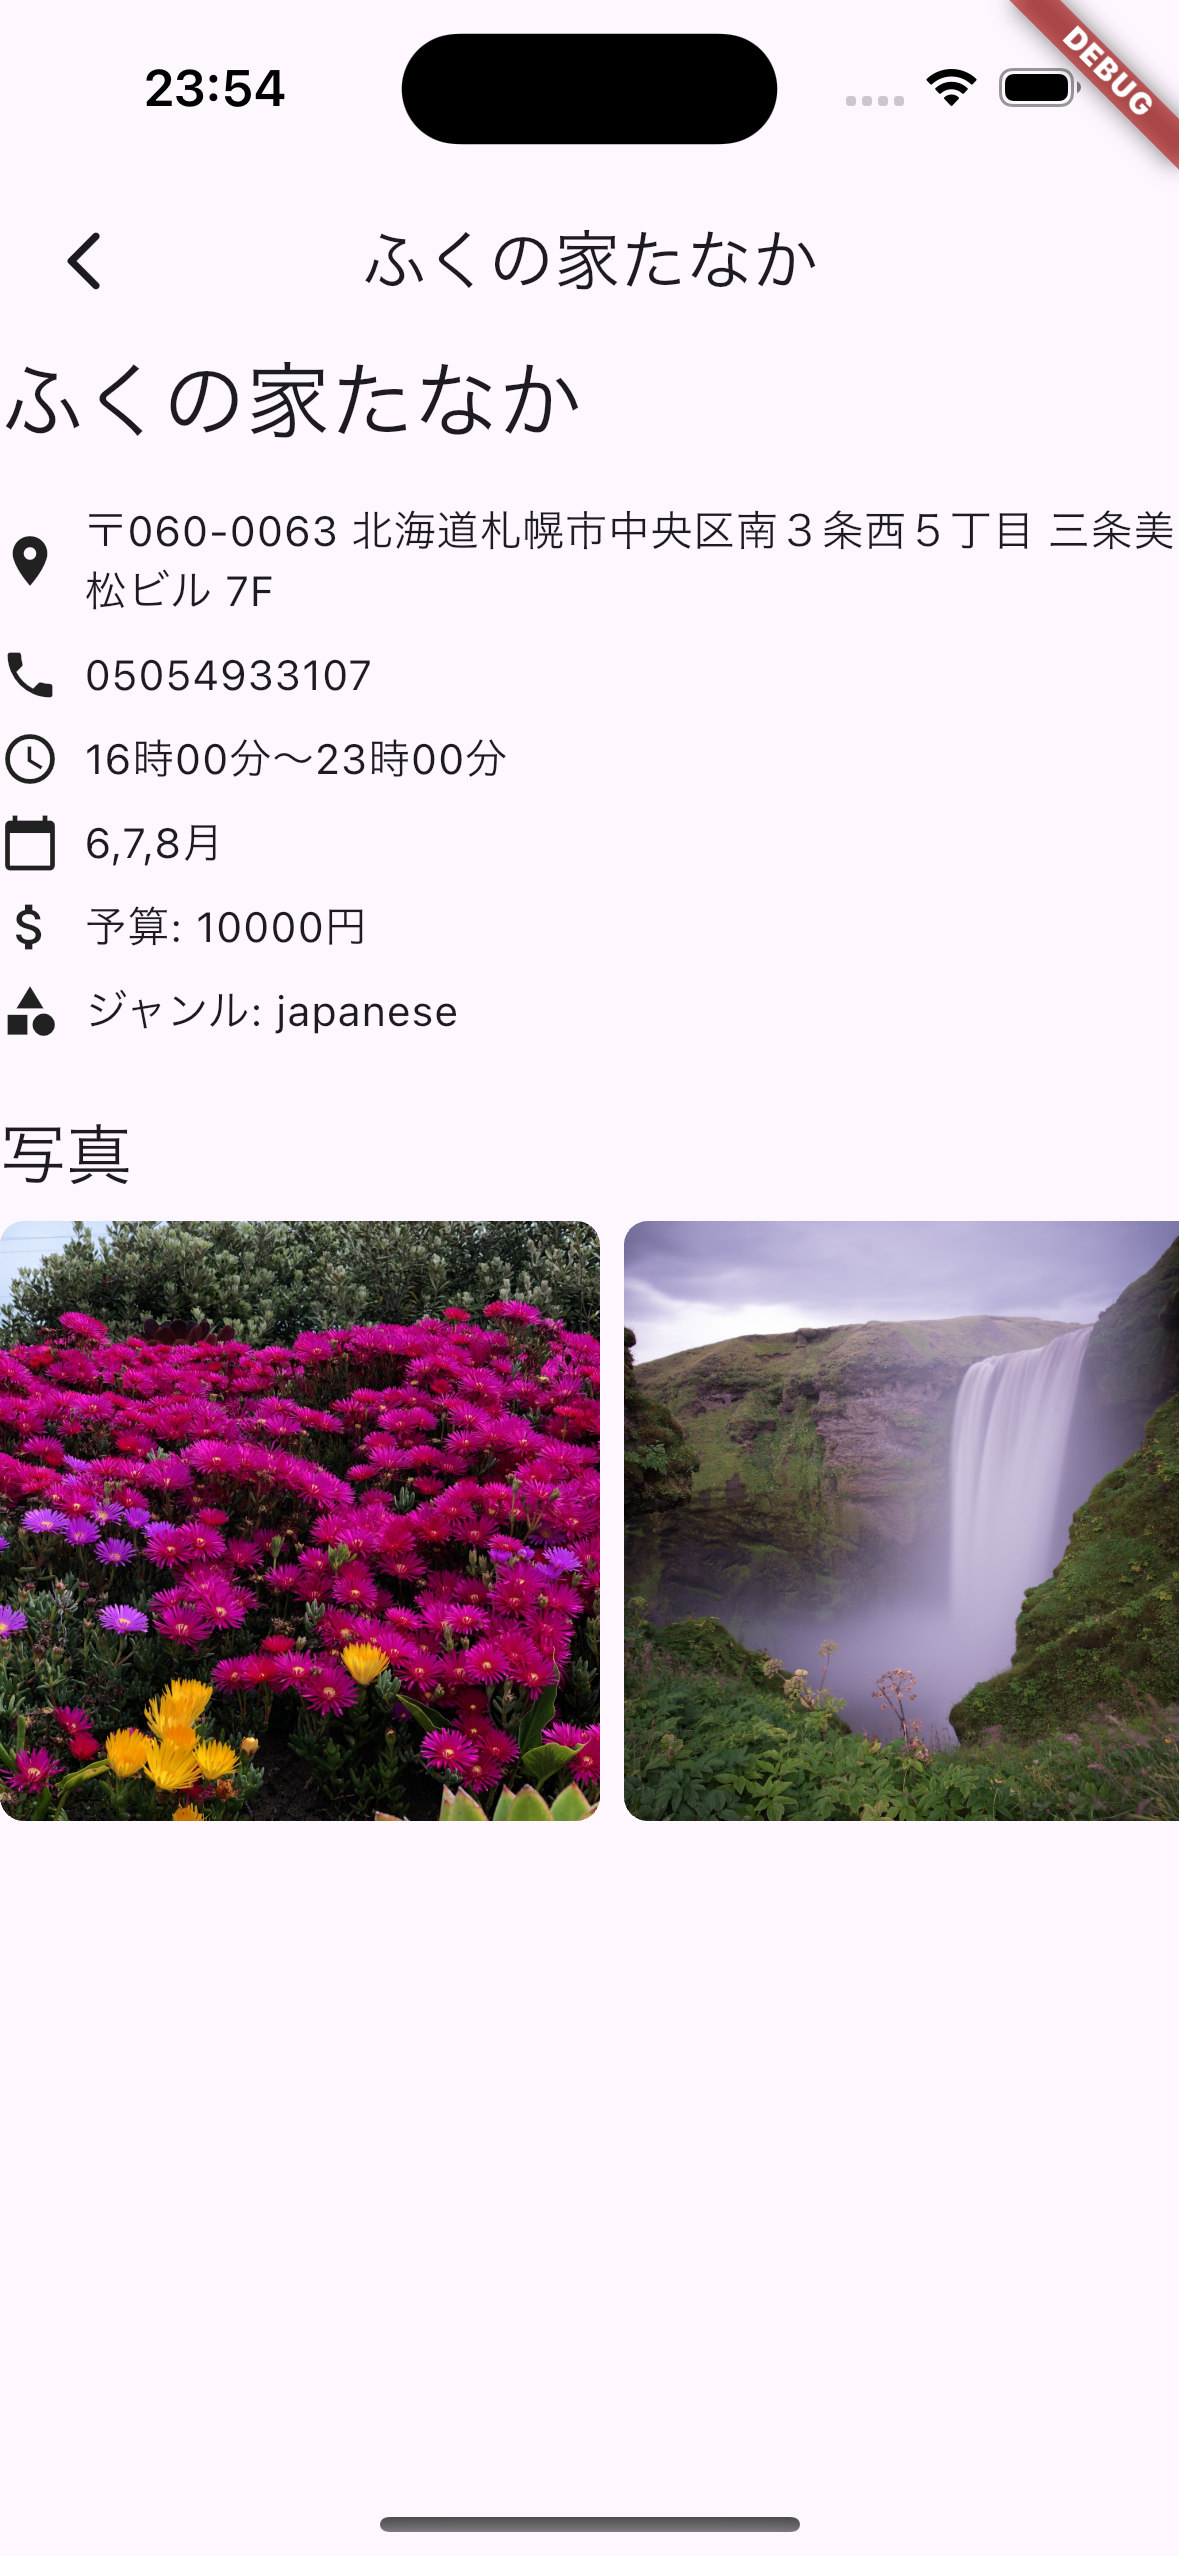 23:54
DEBUG
ふくの家たなか
ふくの家たなか
〒060-0063 北海道札幌市中央区南３条西５丁目 三条美
松ビル 7F
05054933107
16時00分〜23時00分
6,7,8月
予算: 10000円
ジャンル: japanese
写真